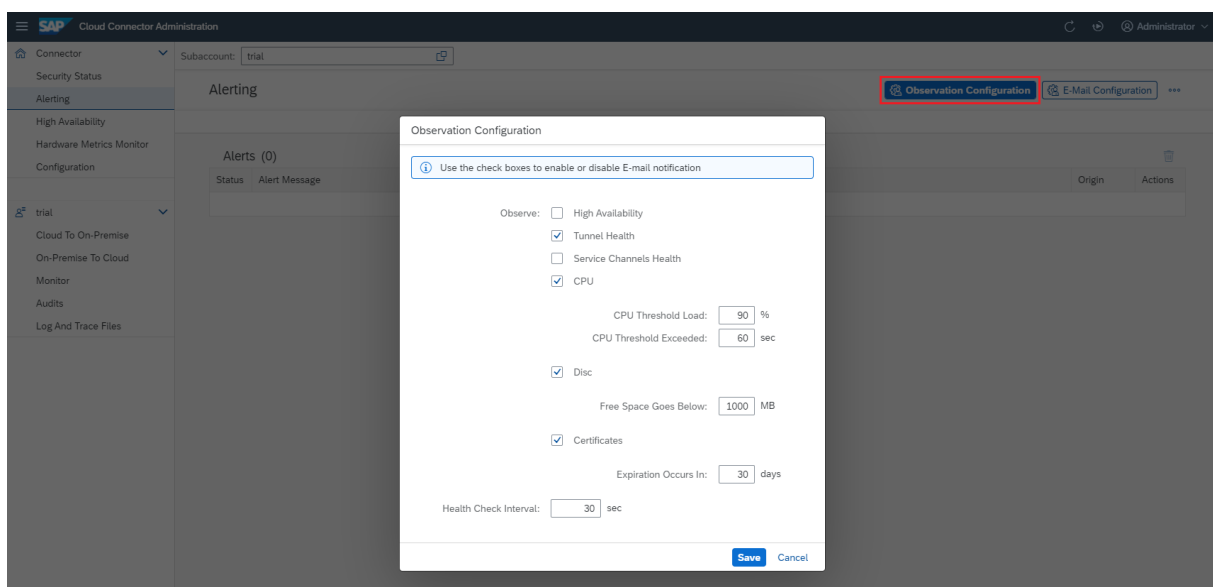 SAP Cloud Connector Administration Administrator
Connector
Subaccount: trial
Security Status
Alerting
High Availability
Hardware Metrics Monitor
Configuration
trial
Cloud To On-Premise
On-Premise To Cloud
Monitor
Audits
Log And Trace Files
Alerting
Observation Configuration E-Mail Configuration
Alerts (0)
Status Alert Message Origin Actions
Observation Configuration
Use the check boxes to enable or disable E-mail notification
Observe: High Availability
Tunnel Health
Service Channels Health
CPU
CPU Threshold Load: 90 %
CPU Threshold Exceeded: 60 sec
Disc
Free Space Goes Below: 1000 MB
Certificates
Expiration Occurs In: 30 days
Health Check Interval: 30 sec
Save Cancel